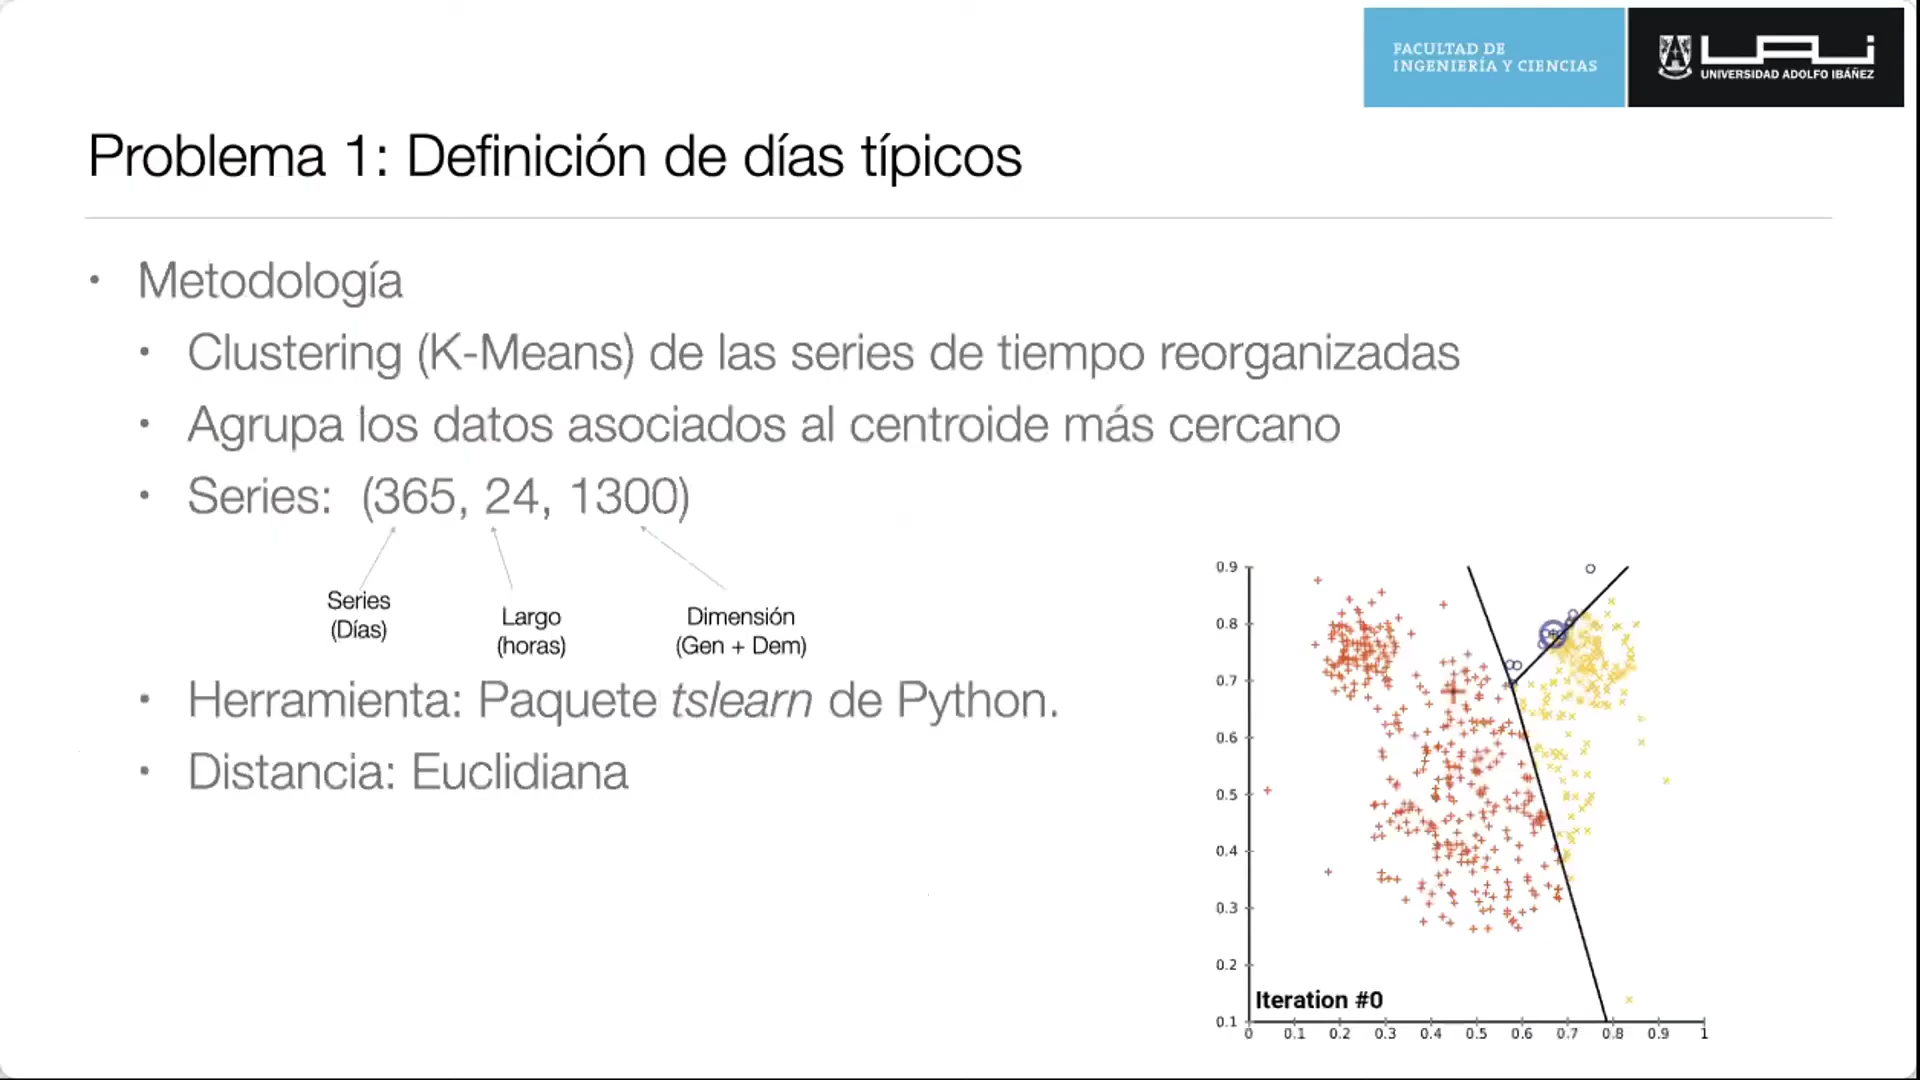 FACULTAD DE
INGENIERÍA Y CIENCIAS
UAI
UNIVERSIDAD ADOLFO IBÁÑEZ
Problema 1: Definición de días típicos
• Metodología
• Clustering (K-Means) de las series de tiempo reorganizadas
• Agrupa los datos asociados al centroide más cercano
• Series: (365, 24, 1300)
Series
(Días)
Largo
(horas)
Dimensión
(Gen + Dem)
• Herramienta: Paquete tslearn de Python.
• Distancia: Euclidiana
0.9
0.8
0.7
0.6
0.5
0.4
0.3
0.2
0.1
Iteration #0
0 0.1 0.2 0.3 0.4 0.5 0.6 0.7 0.8 0.9 1